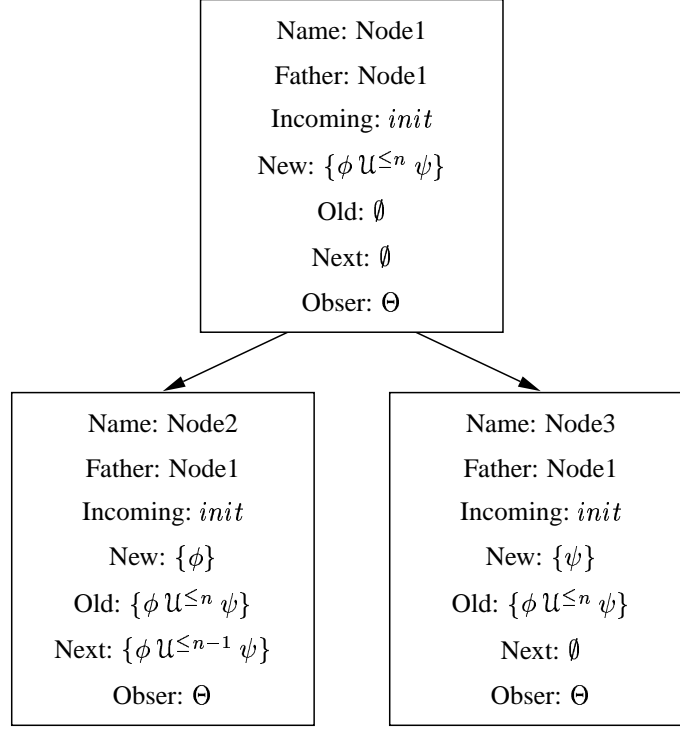 Name: Node1
Father: Node1
Incoming: init
New: {ϕ 𝒰≤n ψ}
Old: ∅
Next: ∅
Obser: Θ
Name: Node2
Father: Node1
Incoming: init
New: {ϕ}
Old: {ϕ 𝒰≤n ψ}
Next: {ϕ 𝒰≤n−1 ψ}
Obser: Θ
Name: Node3
Father: Node1
Incoming: init
New: {ψ}
Old: {ϕ 𝒰≤n ψ}
Next: ∅
Obser: Θ